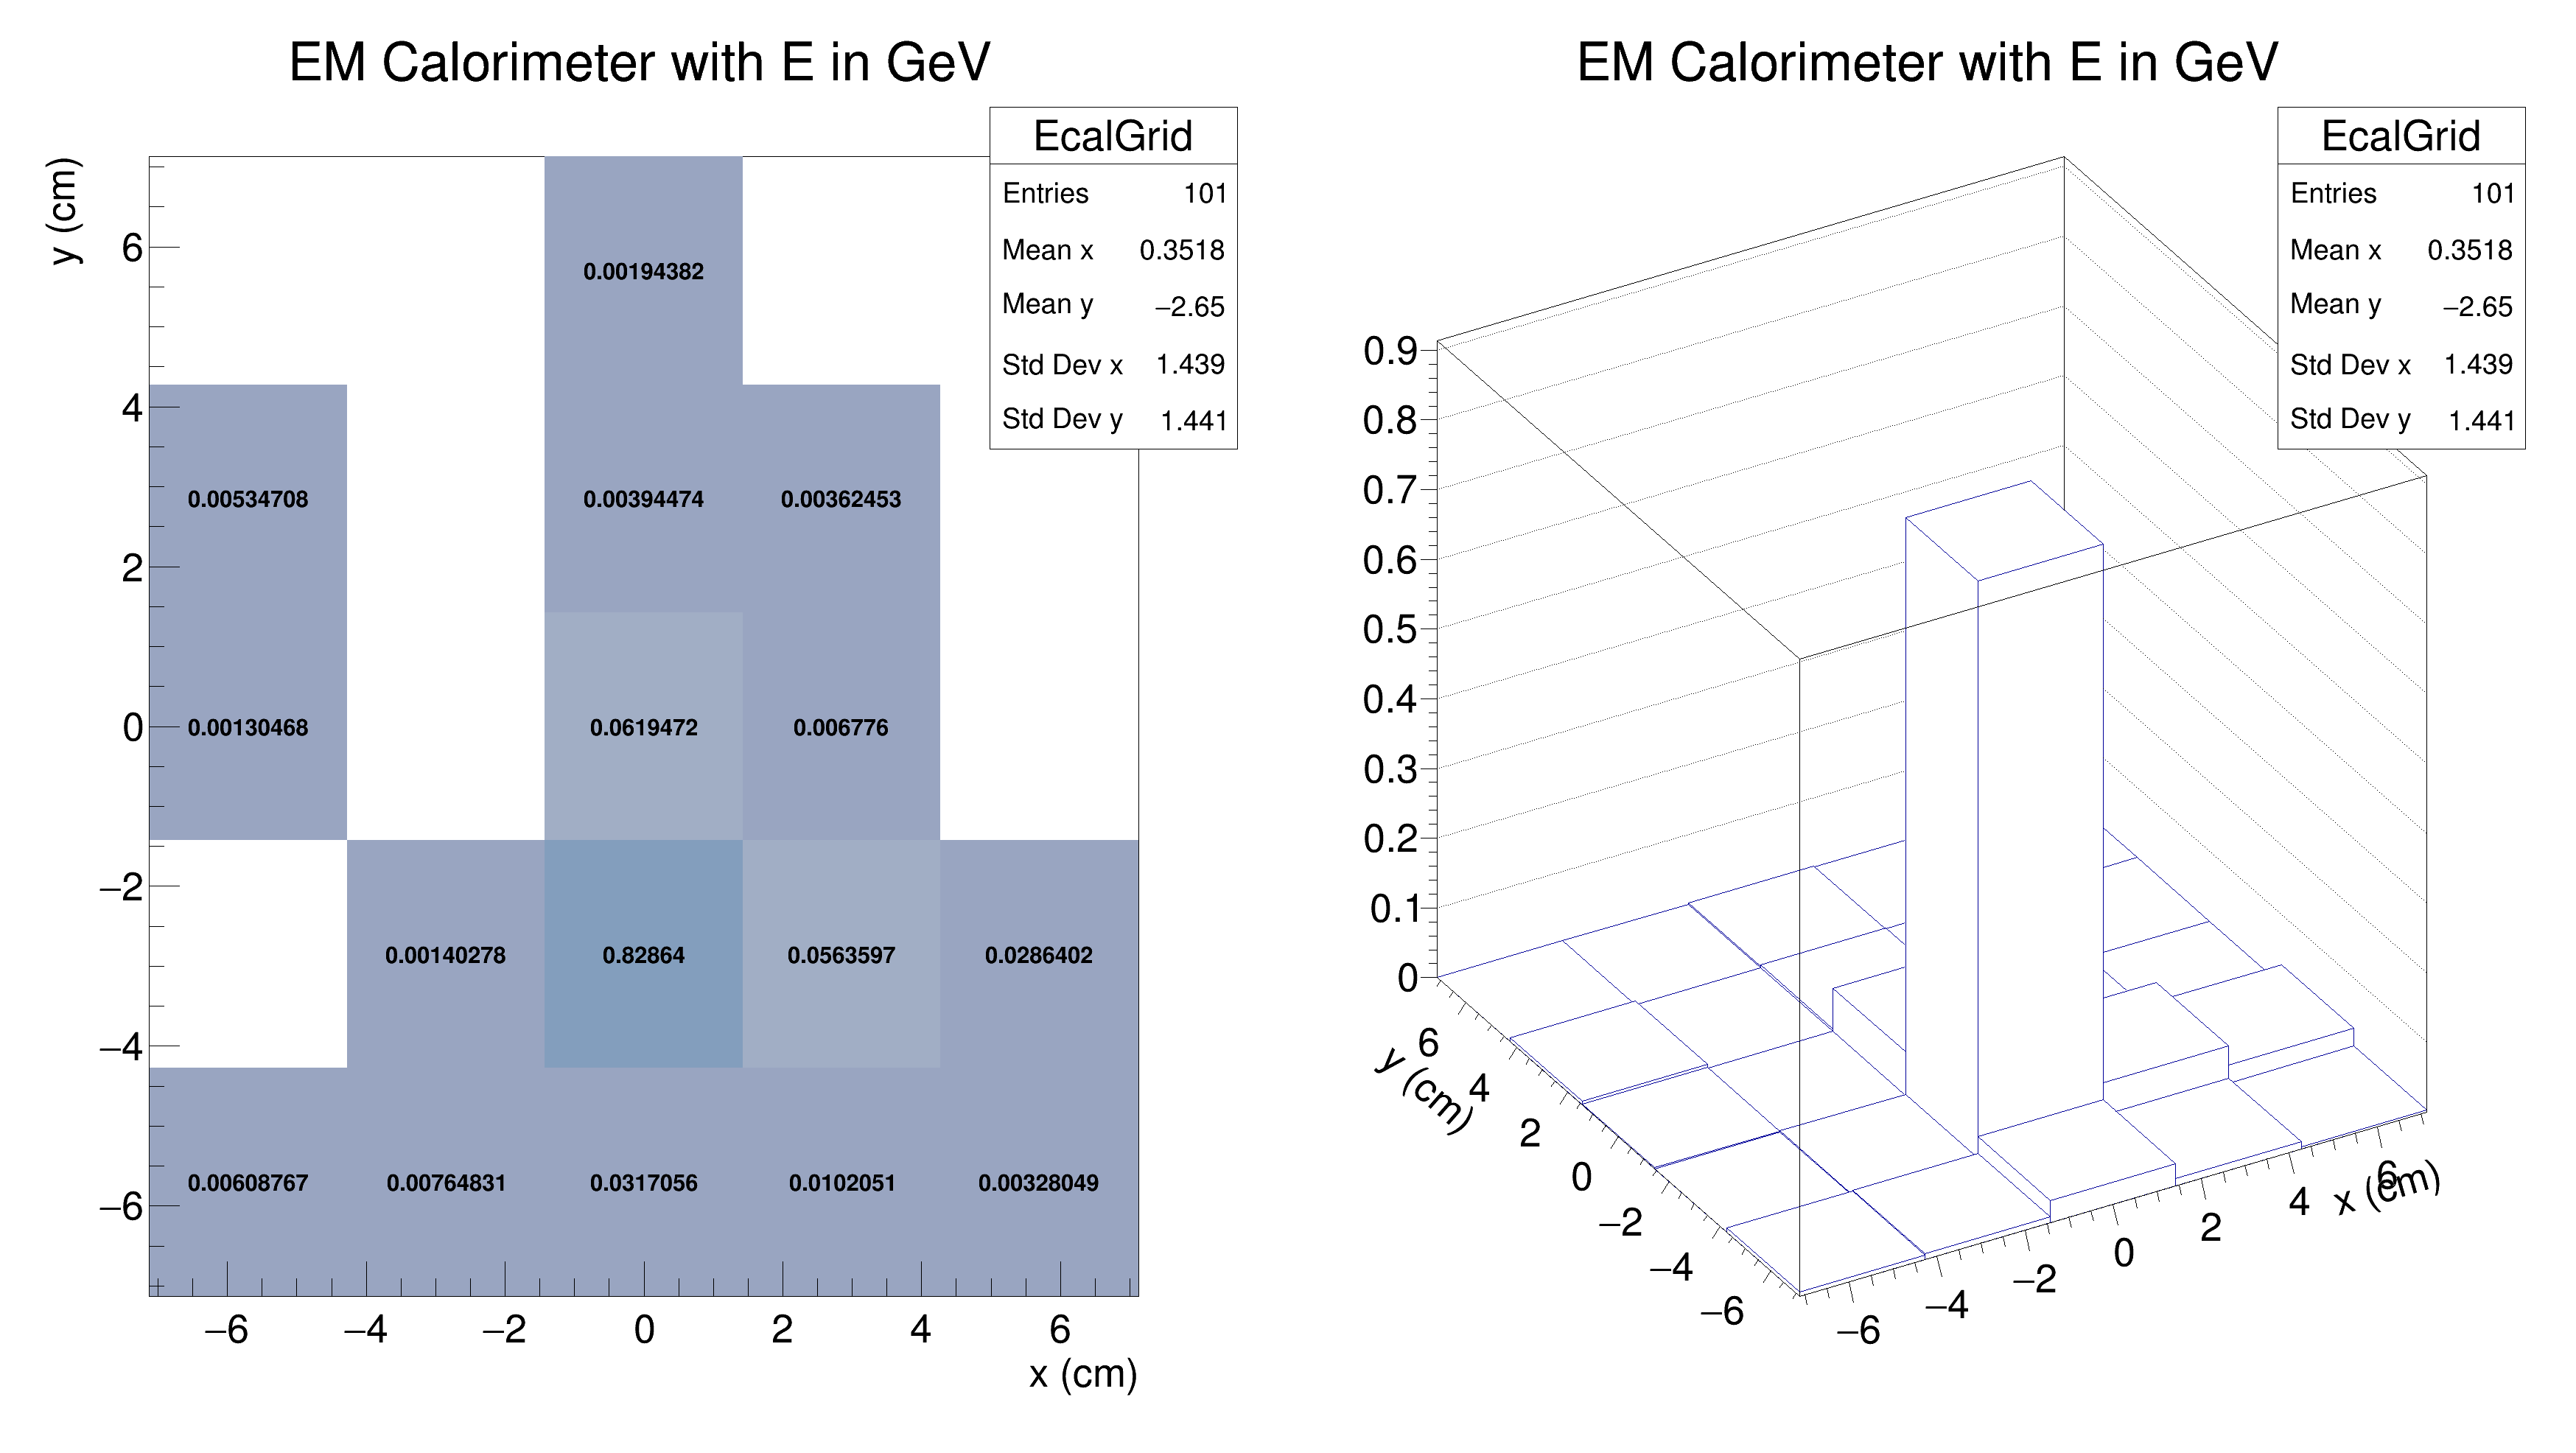 EM Calorimeter with E in GeV
EcalGrid
Entries 101
Mean x 0.3518
Mean y −2.65
Std Dev x 1.439
Std Dev y 1.441
y (cm)
6
4
2
0
−2
−4
−6
0.00194382
0.00534708 0.00394474 0.00362453
0.00130468 0.0619472 0.006776
0.00140278 0.82864 0.0563597 0.0286402
0.00608767 0.00764831 0.0317056 0.0102051 0.00328049
−6 −4 −2 0 2 4 6
x (cm)
EM Calorimeter with E in GeV
EcalGrid
Entries 101
Mean x 0.3518
Mean y −2.65
Std Dev x 1.439
Std Dev y 1.441
0.9
0.8
0.7
0.6
0.5
0.4
0.3
0.2
0.1
0
y (cm)
6
4
2
0
−2
−4
−6
−6
−4
−2
0
2
4
6
x (cm)